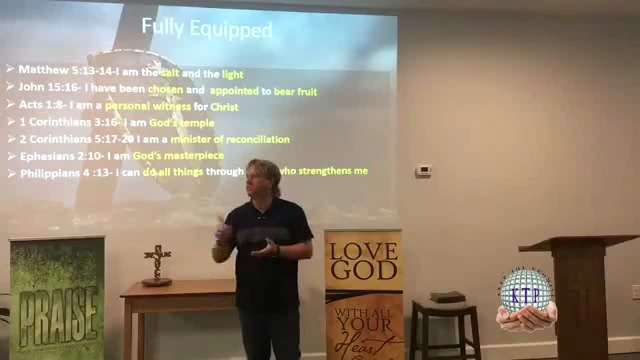 Fully Equipped
Matthew 5:13-14-I am the salt and the light
John 15:16- I have been chosen and appointed to bear fruit
Acts 1:8- I am a personal witness for Christ
1 Corinthians 3:16- I am God's temple
2 Corinthians 5:17-20 I am a minister of reconciliation
Ephesians 2:10- I am God's masterpiece
Philippians 4 :13- I can do all things through who strengthens me
PRAISE
LOVE
GOD
WITH ALL
YOUR
Heart
KTP